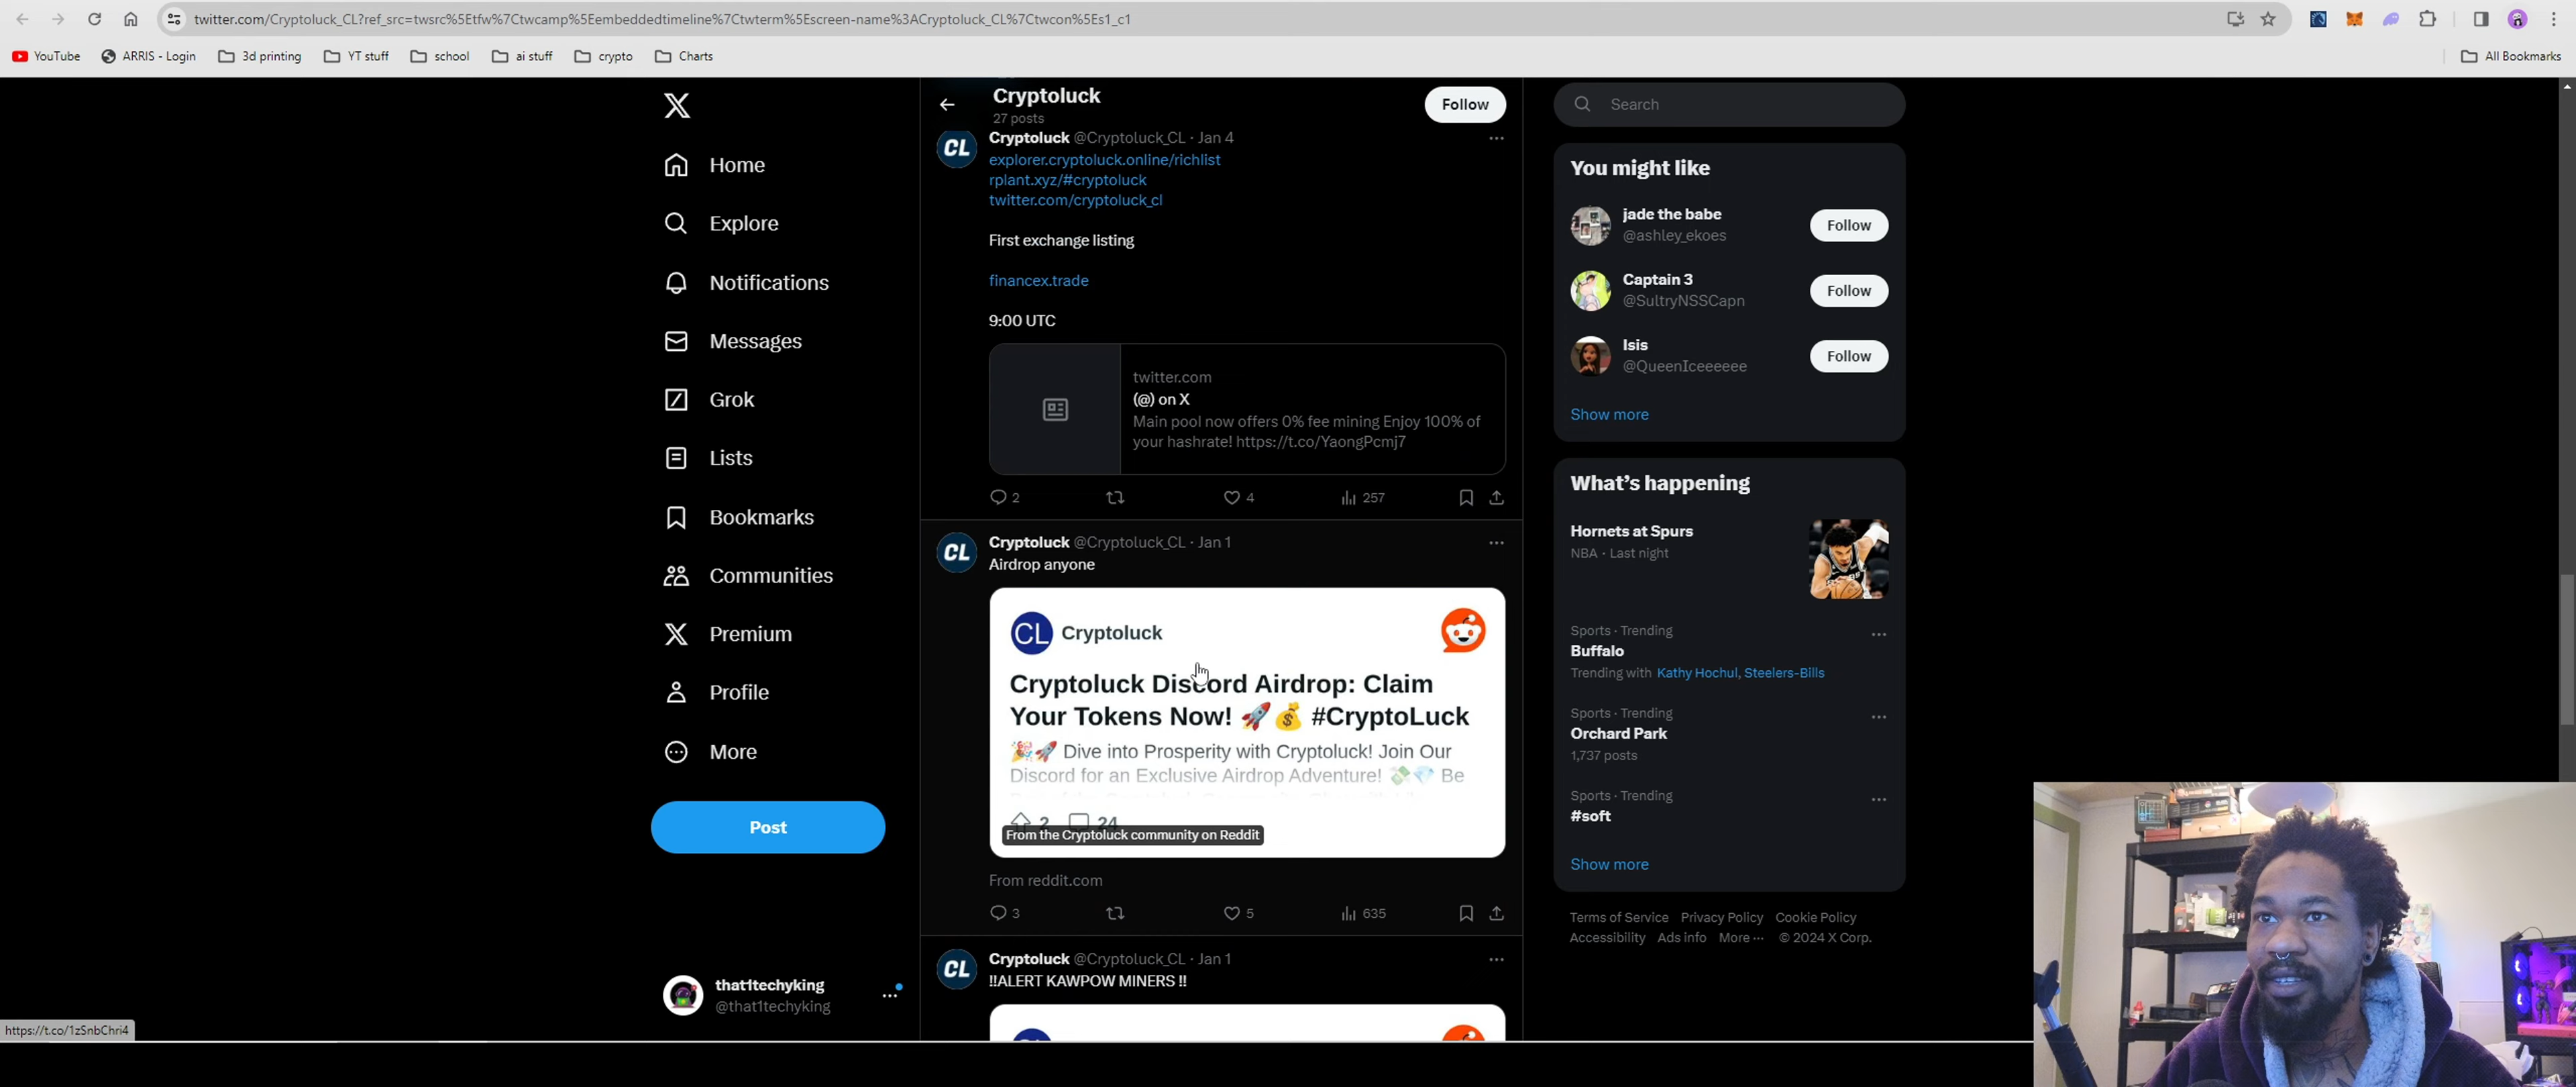 twitter.com/Cryptoluck_CL?ref_src=twsrc%5Etfw%7Ctwcamp%5Eembeddedtimeline%7Ctwterm%5Escreen-name%3ACryptoluck_CL%7Ctwcon%5Es1_c1
YouTube ARRIS - Login 3d printing YT stuff school ai stuff crypto Charts All Bookmarks
Home
Explore
Notifications
Messages
Grok
Lists
Bookmarks
Communities
Premium
Profile
More
Post
that1techyking
@that1techyking
https://t.co/1zSnbChri4
Cryptoluck
27 posts
Follow
CL
Cryptoluck @Cryptoluck_CL · Jan 4
explorer.cryptoluck.online/richlist
rplant.xyz/#cryptoluck
twitter.com/cryptoluck_cl
First exchange listing
financex.trade
9:00 UTC
twitter.com
(@) on X
Main pool now offers 0% fee mining Enjoy 100% of
your hashrate! https://t.co/YaongPcmj7
2 4 257
CL
Cryptoluck @Cryptoluck_CL · Jan 1
Airdrop anyone
CL Cryptoluck
Cryptoluck Discord Airdrop: Claim
Your Tokens Now! 🚀💰 #CryptoLuck
🎉🚀 Dive into Prosperity with Cryptoluck! Join Our
Discord for an Exclusive Airdrop Adventure! 💸💎 Be
2 24
From the Cryptoluck community on Reddit
From reddit.com
3 5 635
CL
Cryptoluck @Cryptoluck_CL · Jan 1
!!ALERT KAWPOW MINERS !!
Search
You might like
jade the babe
@ashley_ekoes
Follow
Captain 3
@SultryNSSCapn
Follow
Isis
@QueenIceeeeee
Follow
Show more
What's happening
Hornets at Spurs
NBA · Last night
Sports · Trending
Buffalo
Trending with Kathy Hochul, Steelers-Bills
Sports · Trending
Orchard Park
1,737 posts
Sports · Trending
#soft
Show more
Terms of Service Privacy Policy Cookie Policy
Accessibility Ads info More ··· © 2024 X Corp.